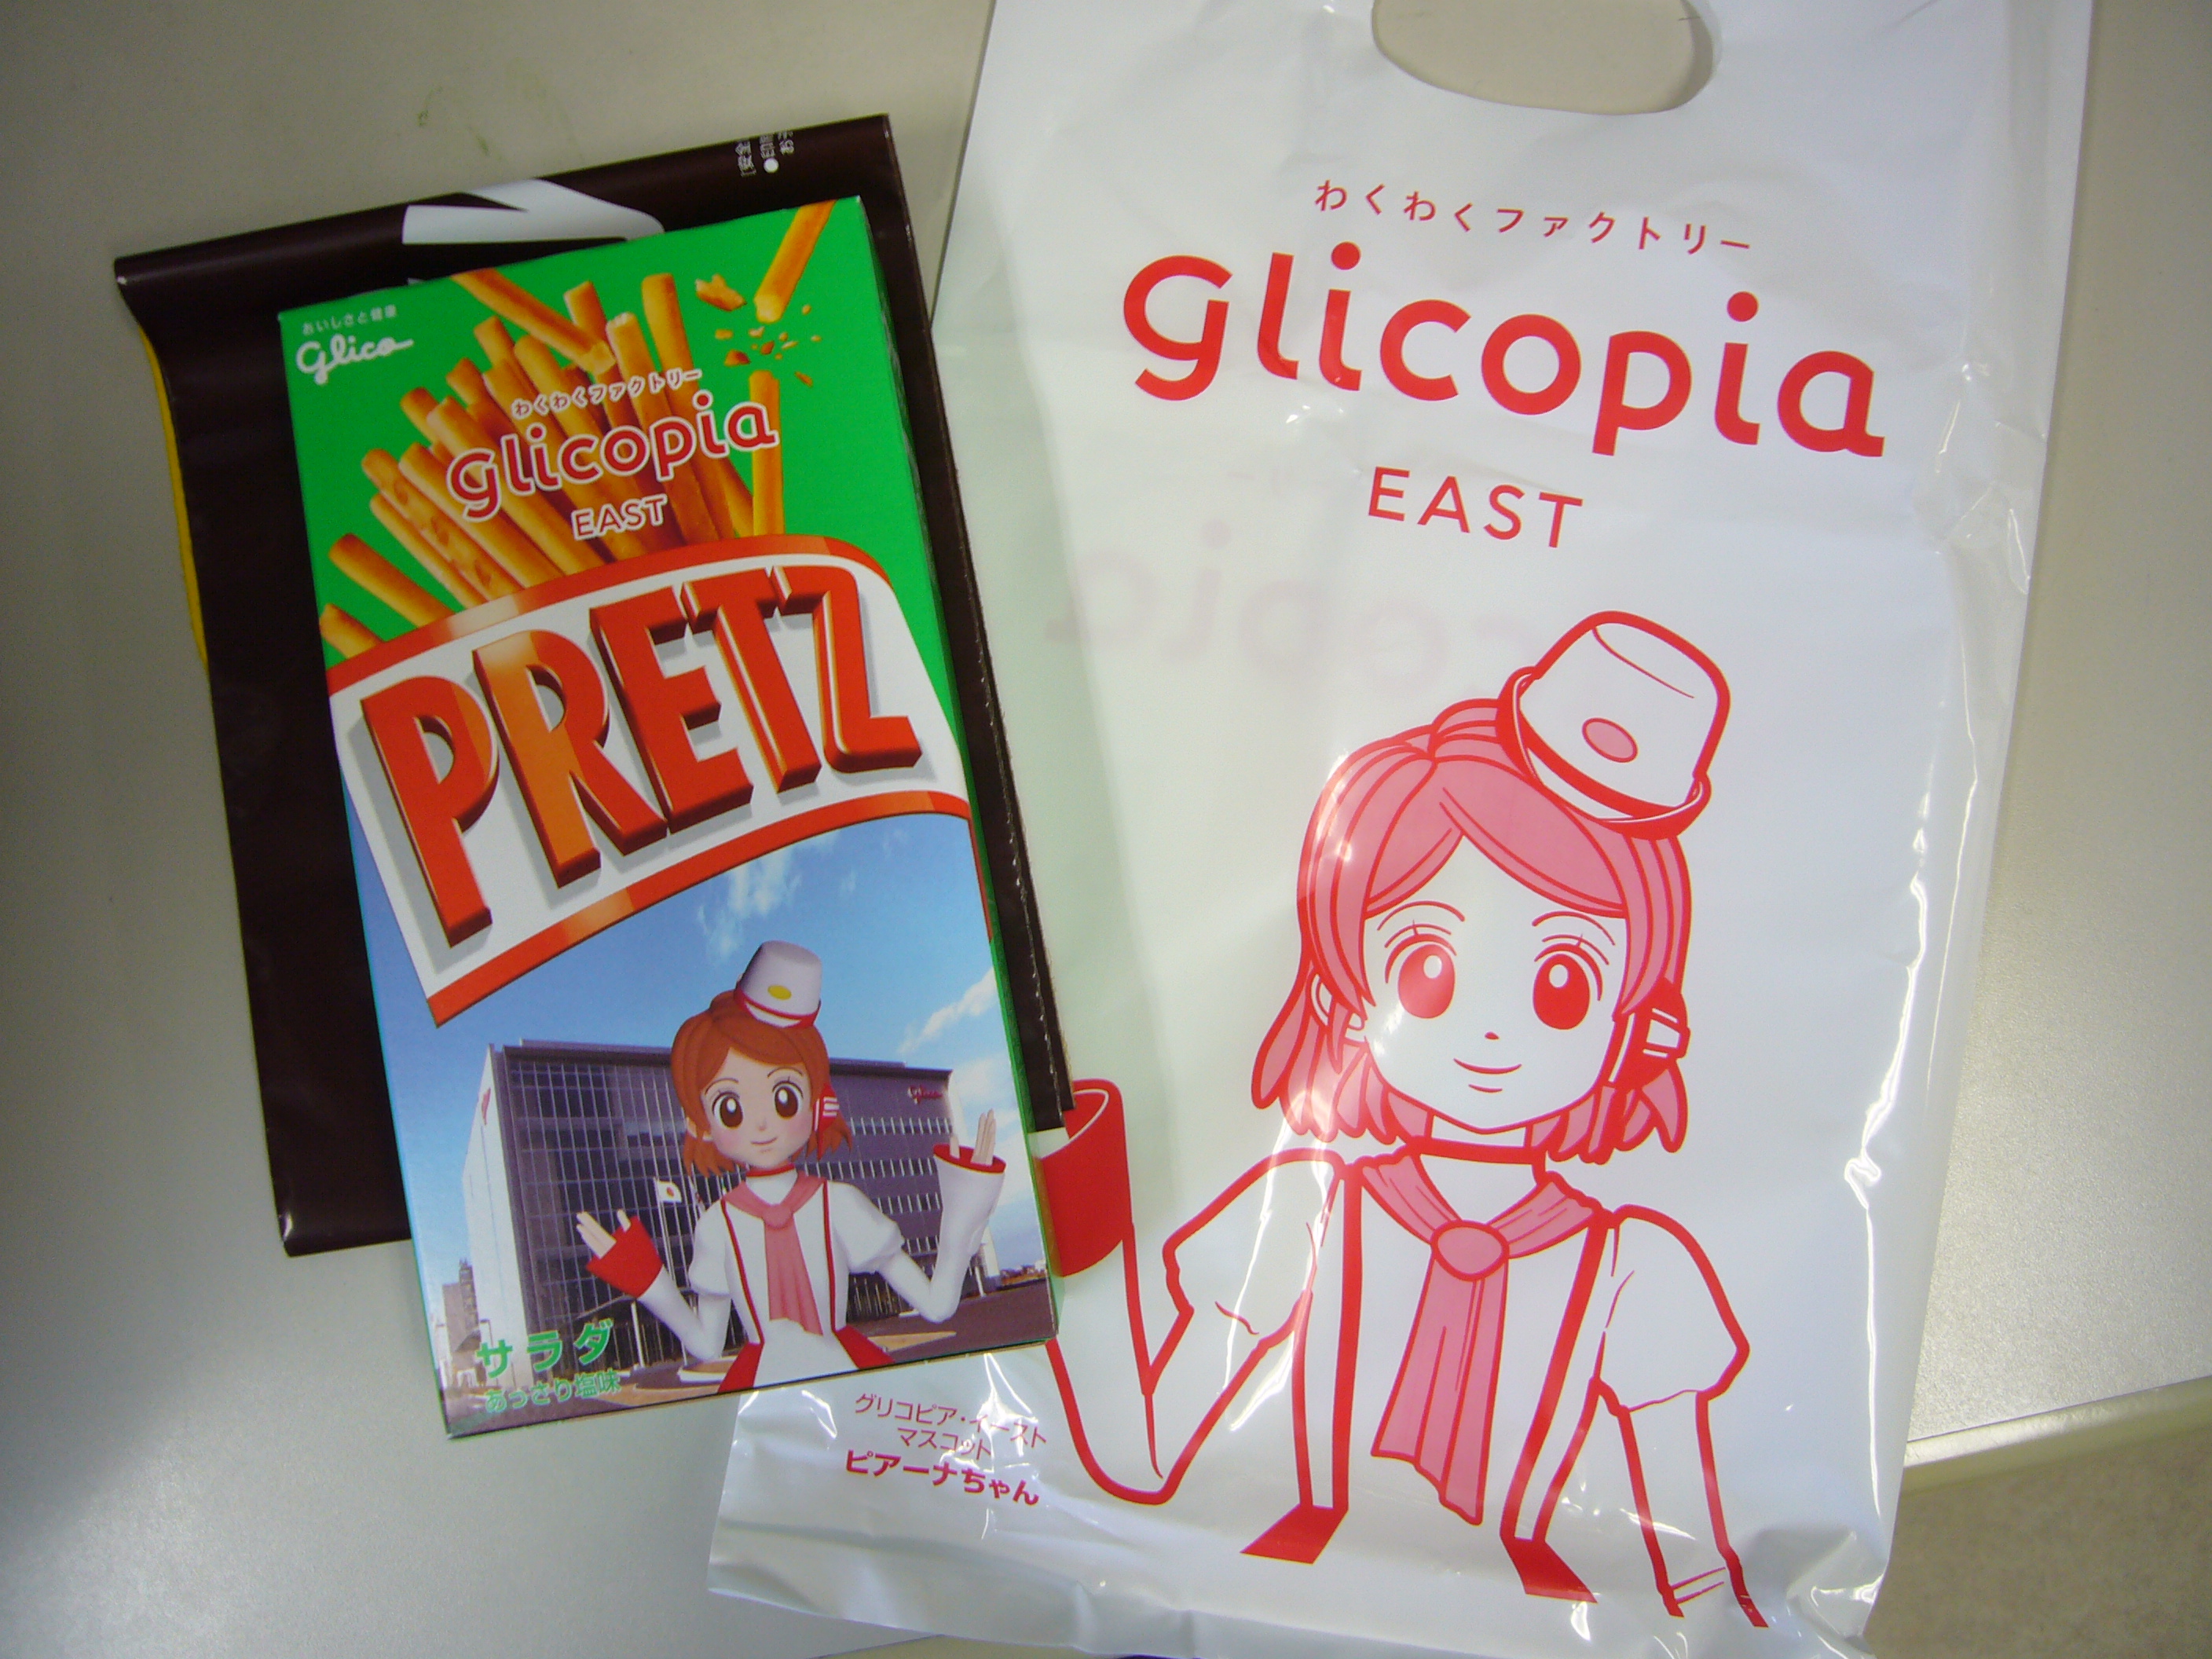 おいしさと健康
glico
わくわくファクトリー
glicopia
EAST
PRETZ
サラダ
あっさり塩味
わくわくファクトリー
glicopia
EAST
グリコピア・イースト
マスコット
ピアーナちゃん